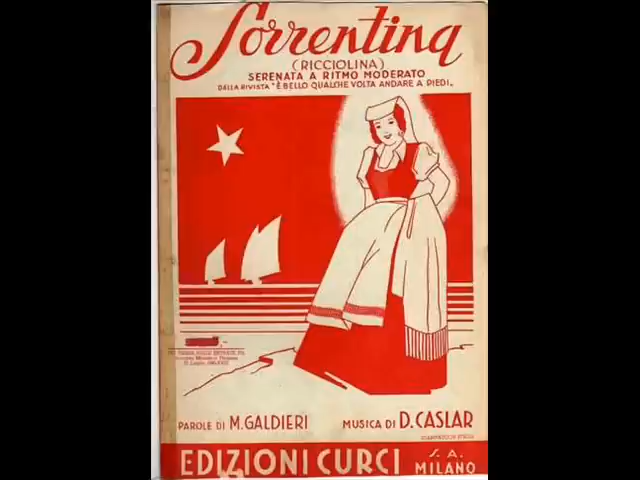 Sorrentina
(RICCIOLINA)
SERENATA A RITMO MODERATO
DALLA RIVISTA "È BELLO QUALCHE VOLTA ANDARE A PIEDI"
PAROLE DI M. GALDIERI MUSICA DI D. CASLAR
EDIZIONI CURCI S. A. MILANO